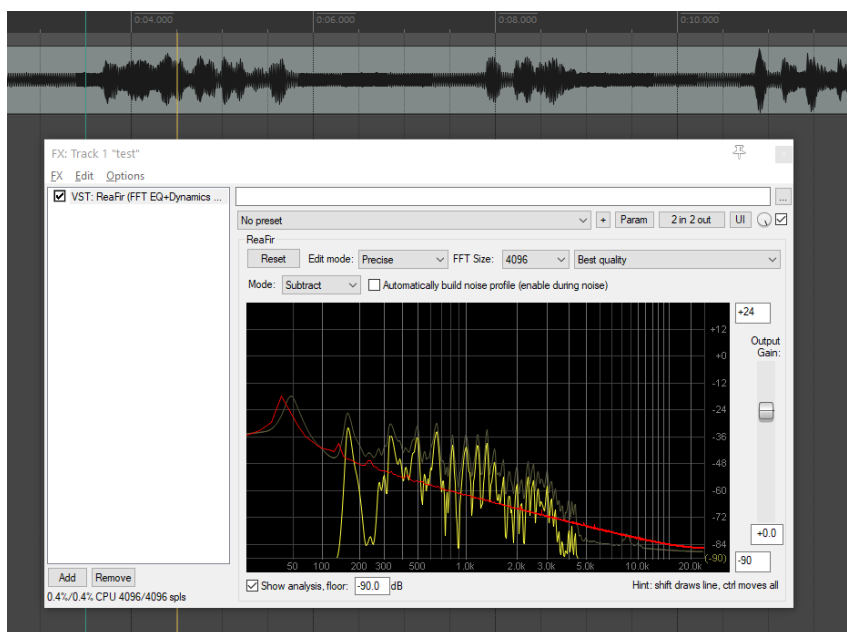 0:04.000 0:06.000 0:08.000 0:10.000
FX: Track 1 "test"
FX Edit Options
VST: ReaFir (FFT EQ+Dynamics ...
...
No preset + Param 2 in 2 out UI
ReaFir
Reset Edit mode: Precise FFT Size: 4096 Best quality
Mode: Subtract Automatically build noise profile (enable during noise)
+24
+12
Output
Gain:
+0
-12
-24
-36
-48
-60
-72
+0.0
-84
(-90)
-90
50 100 200 300 500 1.0k 2.0k 3.0k 5.0k 10.0k 20.0k
Add Remove
Show analysis, floor: -90.0 dB Hint: shift draws line, ctrl moves all
0.4%/0.4% CPU 4096/4096 spls